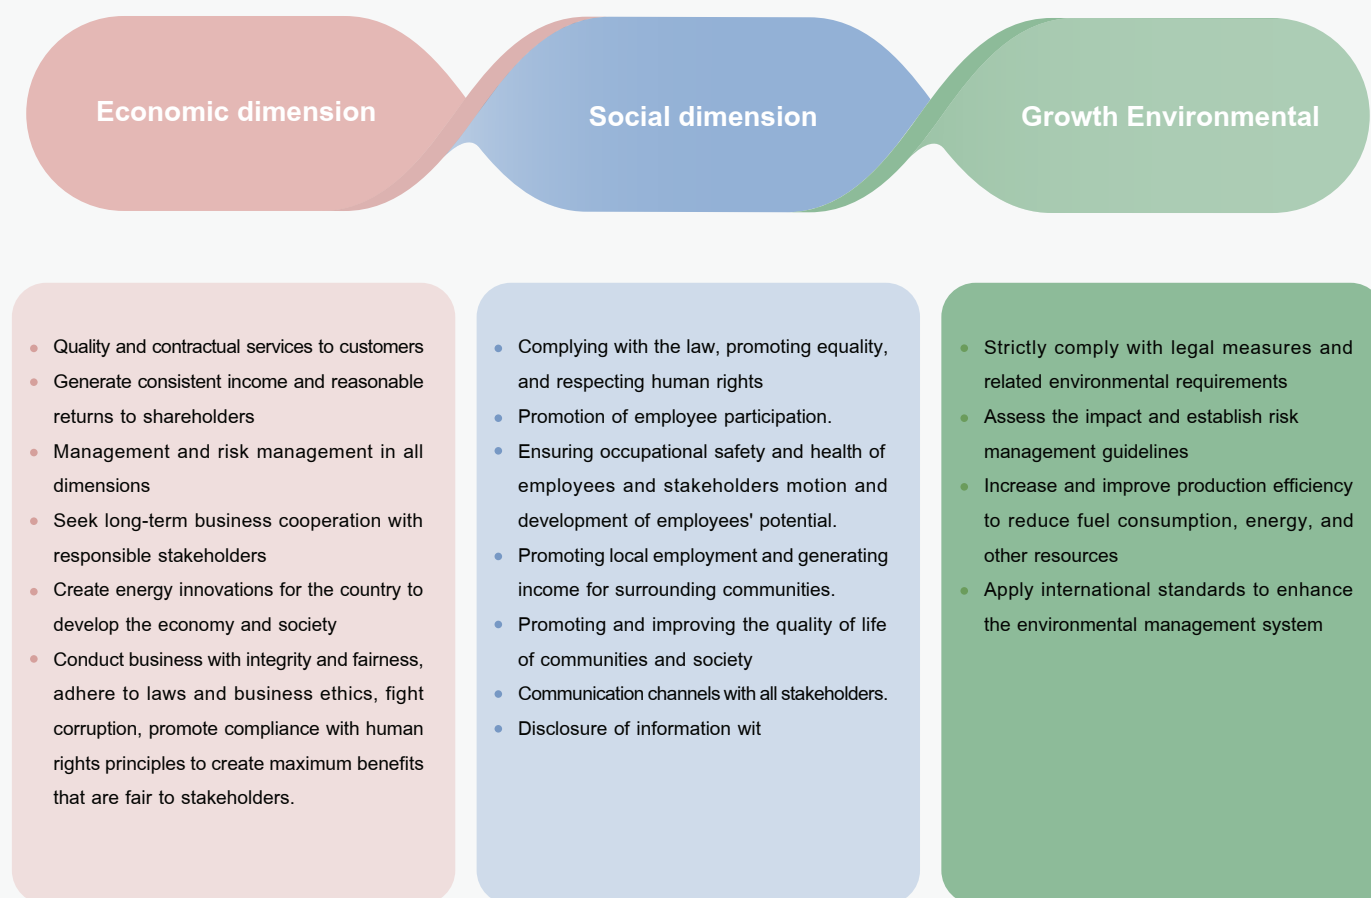 Economic dimension
Social dimension
Growth Environmental
Quality and contractual services to customers
Generate consistent income and reasonable
returns to shareholders
Management and risk management in all
dimensions
Seek long-term business cooperation with
responsible stakeholders
Create energy innovations for the country to
develop the economy and society
Conduct business with integrity and fairness,
adhere to laws and business ethics, fight
corruption, promote compliance with human
rights principles to create maximum benefits
that are fair to stakeholders.
Complying with the law, promoting equality,
and respecting human rights
Promotion of employee participation.
Ensuring occupational safety and health of
employees and stakeholders motion and
development of employees' potential.
Promoting local employment and generating
income for surrounding communities.
Promoting and improving the quality of life
of communities and society
Communication channels with all stakeholders.
Disclosure of information wit
Strictly comply with legal measures and
related environmental requirements
Assess the impact and establish risk
management guidelines
Increase and improve production efficiency
to reduce fuel consumption, energy, and
other resources
Apply international standards to enhance
the environmental management system